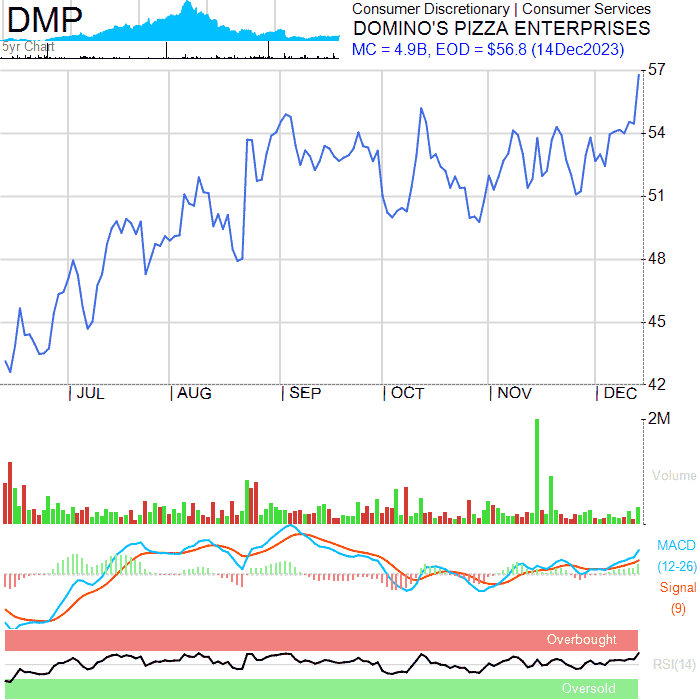 DMP
5yr Chart
Consumer Discretionary | Consumer Services
DOMINO'S PIZZA ENTERPRISES
MC = 4.9B, EOD = $56.8 (14Dec2023)
57
54
51
48
45
42
JUL
AUG
SEP
OCT
NOV
DEC
2M
Volume
MACD
(12-26)
Signal
(9)
Overbought
RSI(14)
Oversold